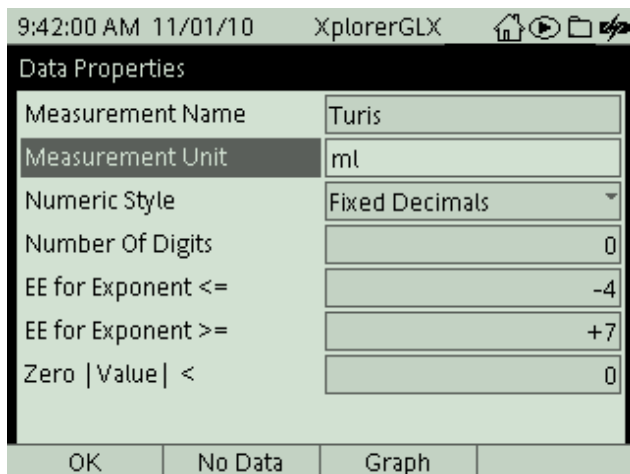 9:42:00 AM 11/01/10 XplorerGLX
Data Properties
Measurement Name Turis
Measurement Unit ml
Numeric Style Fixed Decimals
Number Of Digits 0
EE for Exponent <= -4
EE for Exponent >= +7
Zero |Value| < 0
OK No Data Graph